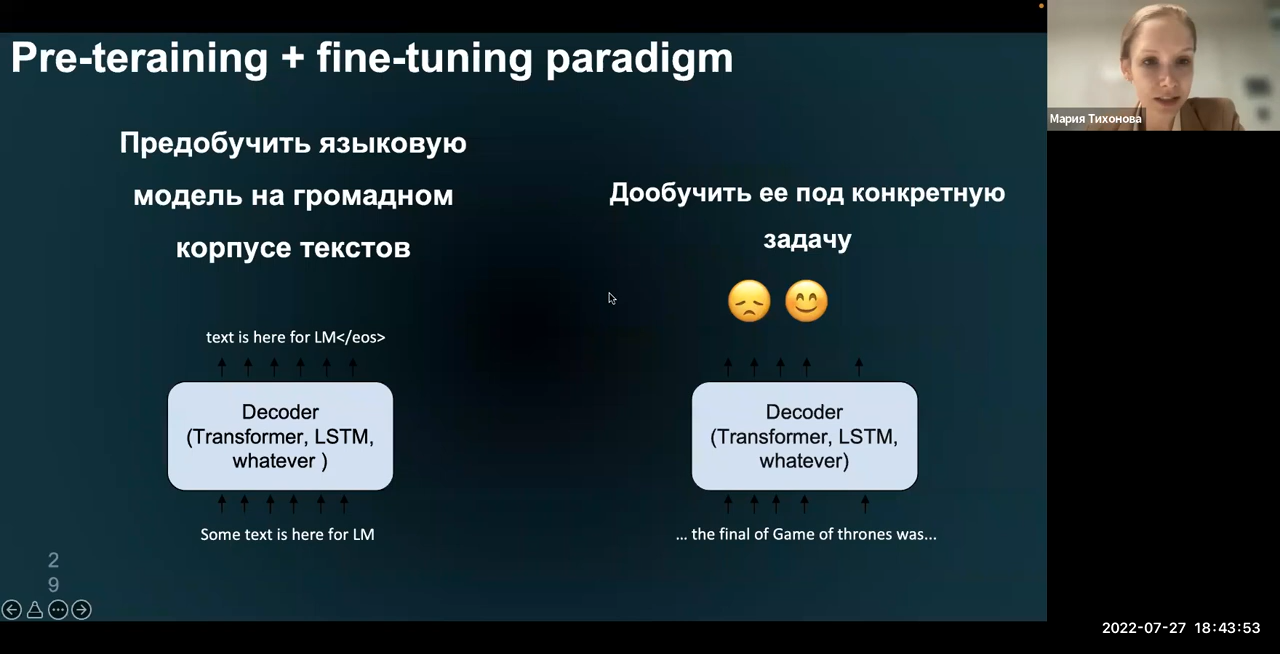 Pre-teraining + fine-tuning paradigm
Предобучить языковую
модель на громадном
корпусе текстов
Дообучить ее под конкретную
задачу
text is here for LM</eos>
Decoder
(Transformer, LSTM,
whatever )
Some text is here for LM
Decoder
(Transformer, LSTM,
whatever)
... the final of Game of thrones was...
2
9
Мария Тихонова
2022-07-27 18:43:53